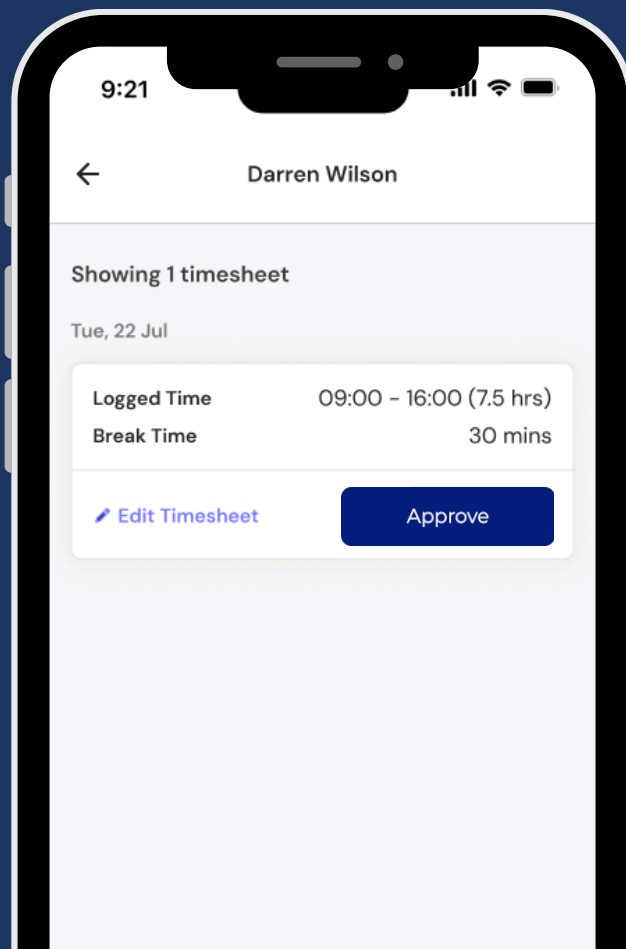 9:21
Darren Wilson
Showing 1 timesheet
Tue, 22 Jul
Logged Time 09:00 - 16:00 (7.5 hrs)
Break Time 30 mins
Edit Timesheet Approve